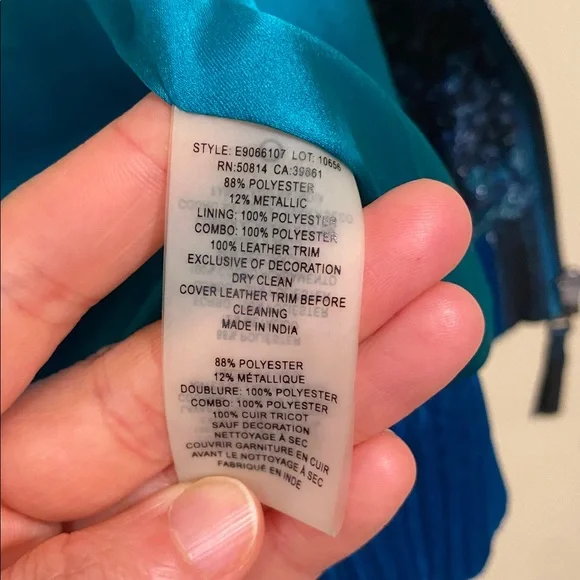 STYLE: E9066107 LOT: 10656
RN:50814 CA:39861
88% POLYESTER
12% METALLIC
LINING: 100% POLYESTER
COMBO: 100% POLYESTER
100% LEATHER TRIM
EXCLUSIVE OF DECORATION
DRY CLEAN
COVER LEATHER TRIM BEFORE
CLEANING
MADE IN INDIA
88% POLYESTER
12% MÉTALLIQUE
DOUBLURE: 100% POLYESTER
COMBO: 100% POLYESTER
100% CUIR TRICOT
SAUF DECORATION
NETTOYAGE À SEC
COUVRIR GARNITURE EN CUIR
AVANT LE NOTTOYAGE À SEC
FABRIQUÉ EN INDE